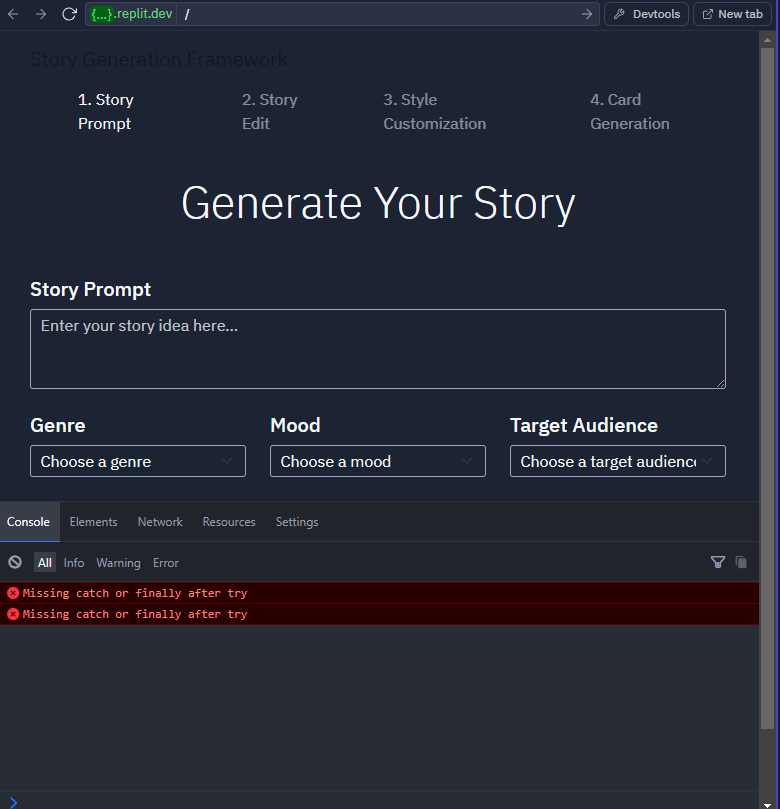 {...}.replit.dev /
Devtools
New tab
Story Generation Framework
1. Story
Prompt
2. Story
Edit
3. Style
Customization
4. Card
Generation
Generate Your Story
Story Prompt
Enter your story idea here...
Genre
Mood
Target Audience
Choose a genre
Choose a mood
Choose a target audienc
Console
Elements
Network
Resources
Settings
All
Info
Warning
Error
Missing catch or finally after try
Missing catch or finally after try